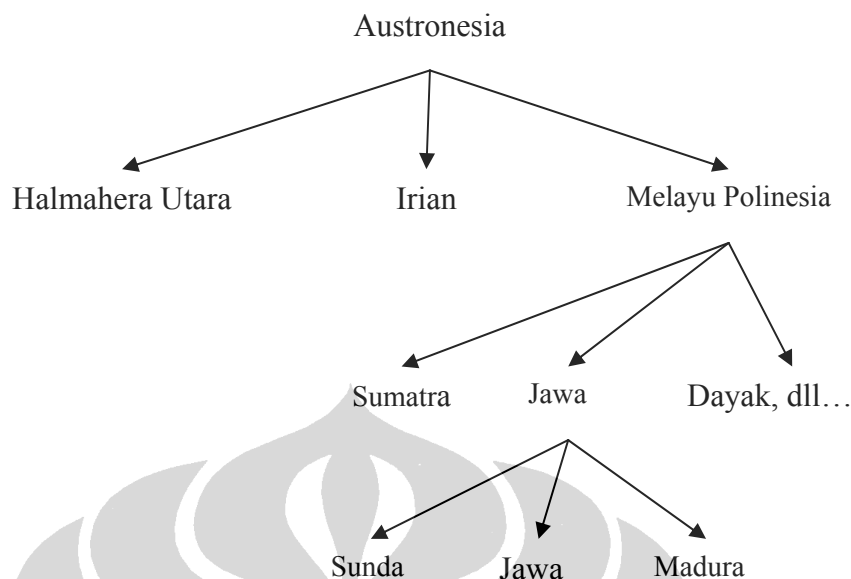 Austronesia
Halmahera Utara Irian Melayu Polinesia
Sumatra Jawa Dayak, dll…
Sunda Jawa Madura